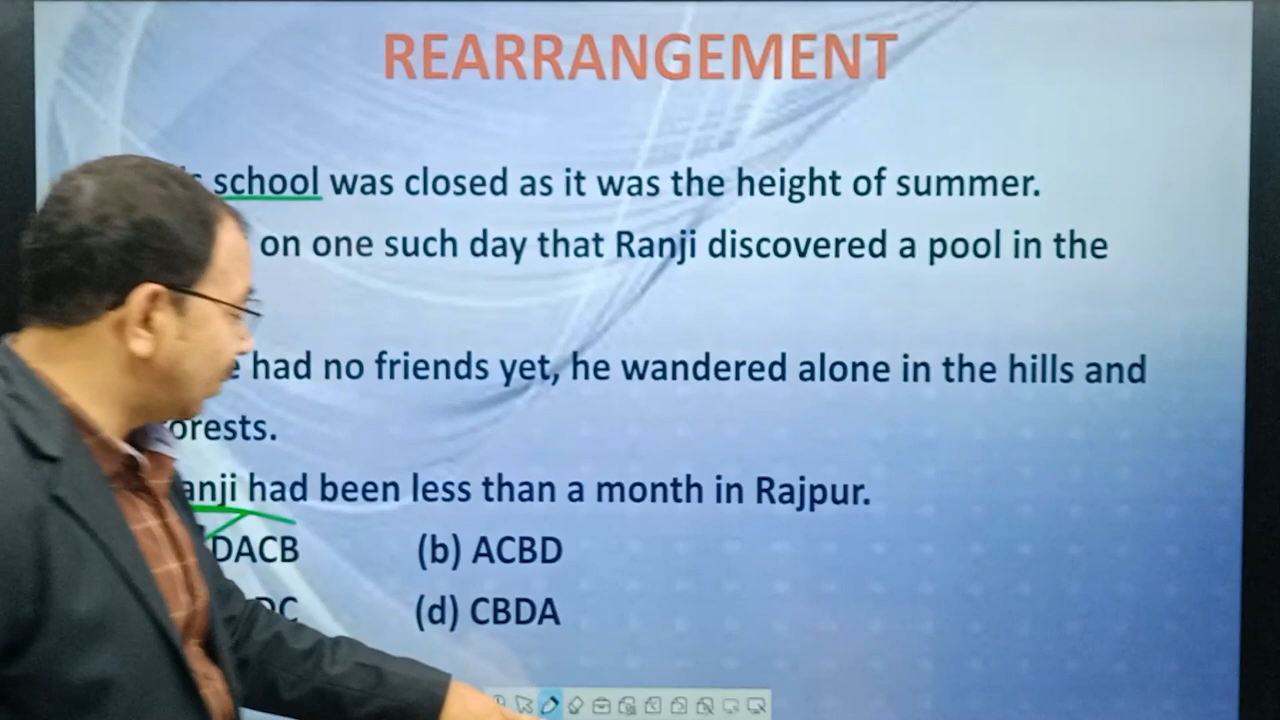 REARRANGEMENT
school was closed as it was the height of summer.
on one such day that Ranji discovered a pool in the
had no friends yet, he wandered alone in the hills and
orests.
anji had been less than a month in Rajpur.
DACB (b) ACBD
DC (d) CBDA